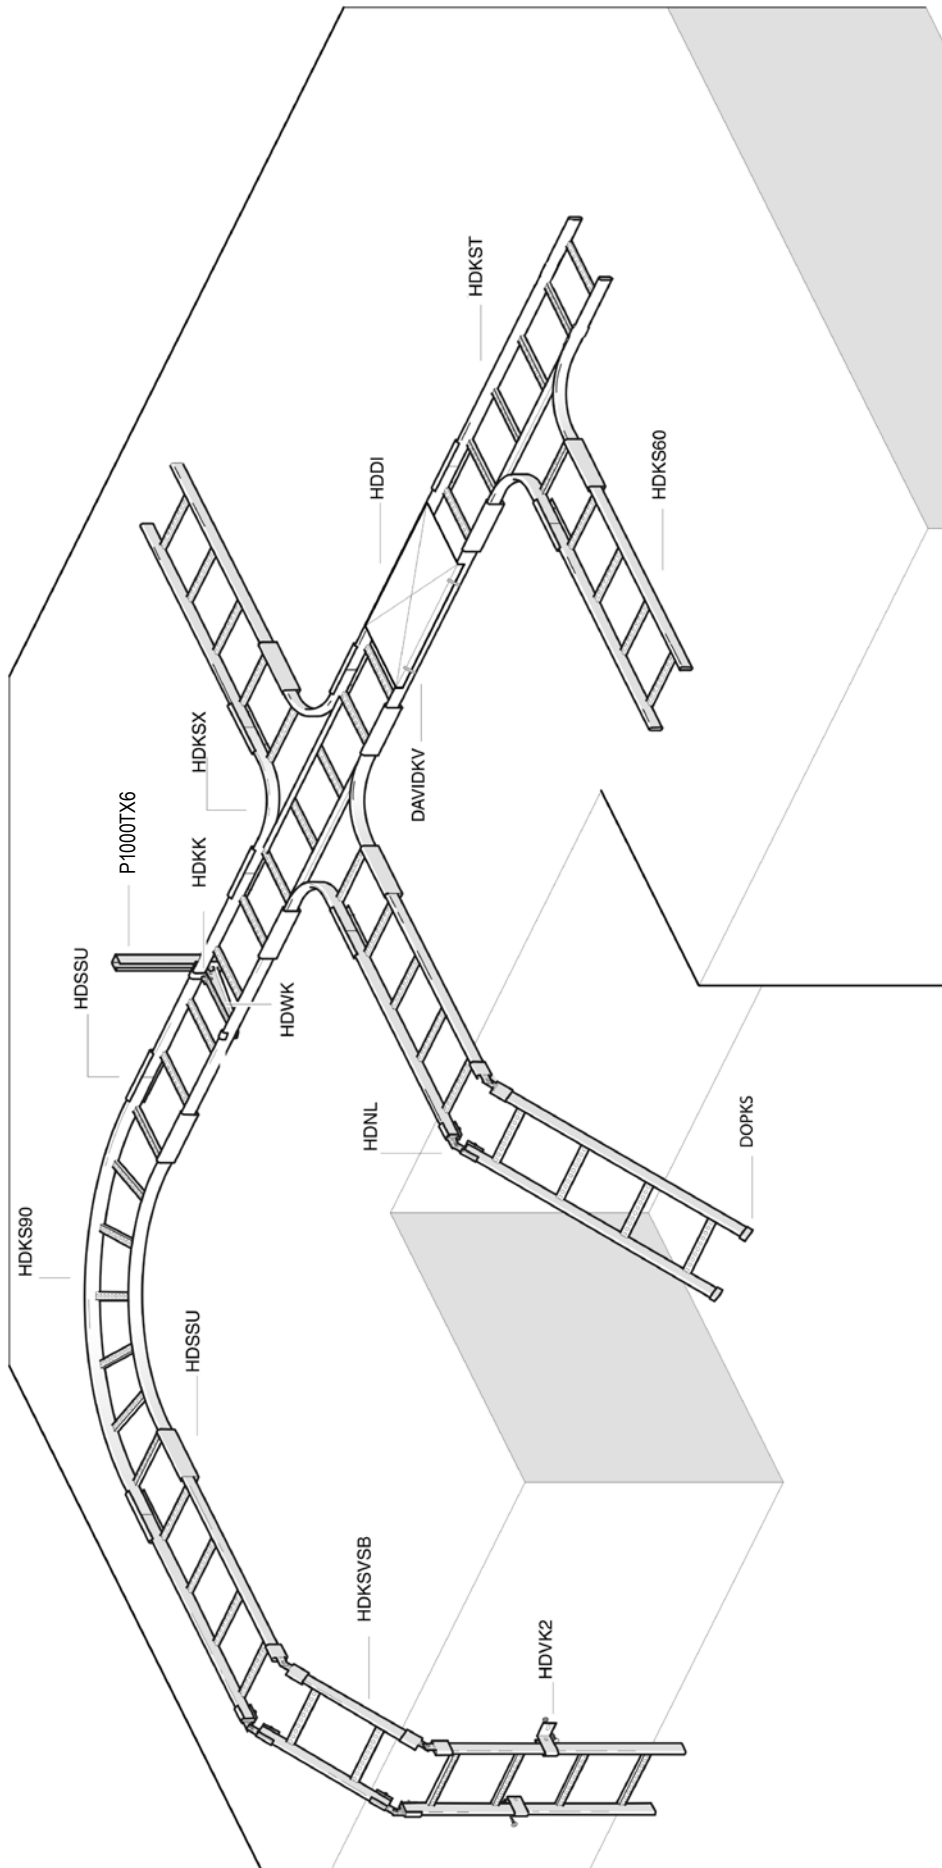 HDKST
HDDI
HDKS60
HDKSX
DAVIDKV
P1000TX6
HDKK
HDSSU
HDWK
HDNL
DOPKS
HDKS90
HDSSU
HDKSVSB
HDVK2